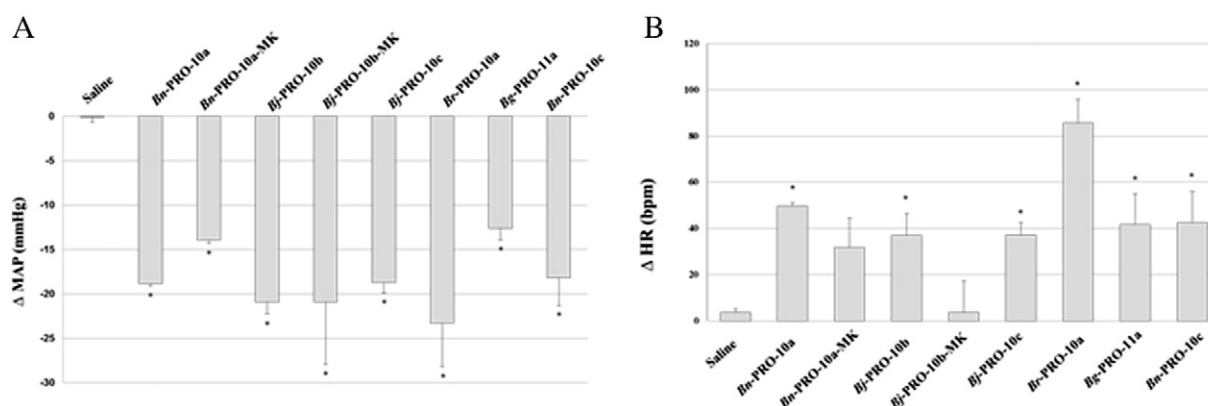 A
Saline
Bn-PRO-10a
Bn-PRO-10a-MK
Bj-PRO-10b
Bj-PRO-10b-MK
Bj-PRO-10c
Br-PRO-10a
Bg-PRO-11a
Bn-PRO-10c
0
-5
-10
-15
-20
-25
-30
Δ MAP (mmHg)
*
*
*
*
*
*
*
*
B
120
100
80
60
40
20
0
Δ HR (bpm)
*
*
*
*
*
*
Saline
Bn-PRO-10a
Bn-PRO-10a-MK
Bj-PRO-10b
Bj-PRO-10b-MK
Bj-PRO-10c
Br-PRO-10a
Bg-PRO-11a
Bn-PRO-10c